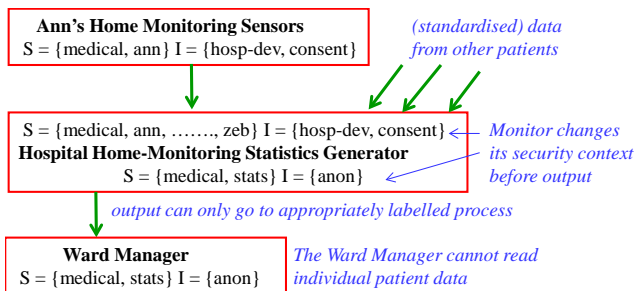 Ann's Home Monitoring Sensors
S = {medical, ann} I = {hosp-dev, consent}
(standardised) data
from other patients
S = {medical, ann, ……., zeb} I = {hosp-dev, consent}
Hospital Home-Monitoring Statistics Generator
S = {medical, stats} I = {anon}
Monitor changes
its security context
before output
output can only go to appropriately labelled process
Ward Manager
S = {medical, stats} I = {anon}
The Ward Manager cannot read
individual patient data